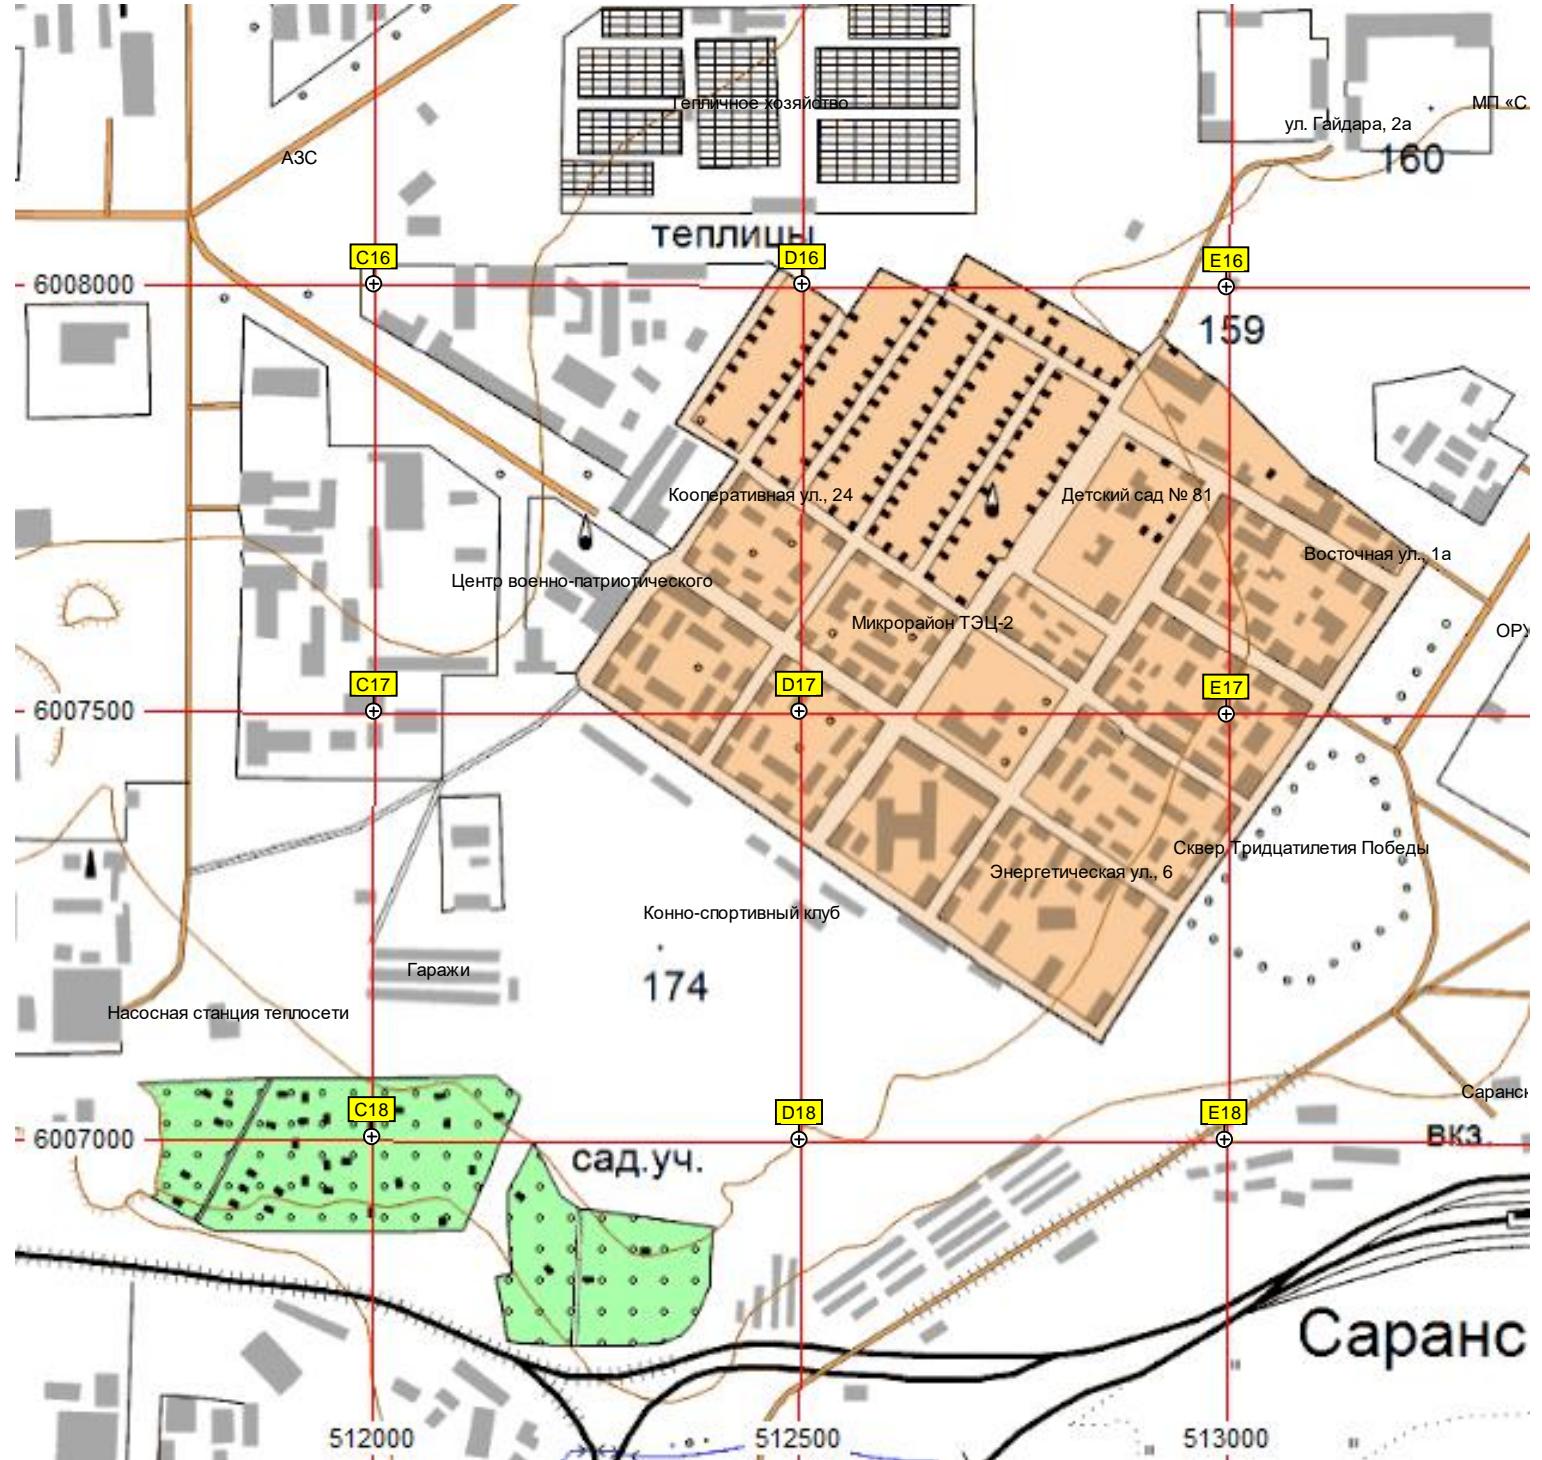 Тепличное хозяйство
МП «С
ул. Гайдара, 2а
АЗС
160
теплицы
C16
D16
E16
6008000
159
Кооперативная ул., 24
Детский сад № 81
Восточная ул., 1а
Центр военно-патриотического
Микрорайон ТЭЦ-2
ОРУ
C17
D17
E17
6007500
Сквер Тридцатилетия Победы
Энергетическая ул., 6
Конно-спортивный клуб
Гаражи
174
Насосная станция теплосети
Саранск
C18
D18
E18
6007000
вкз.
сад.уч.
Саранс
512000
512500
513000